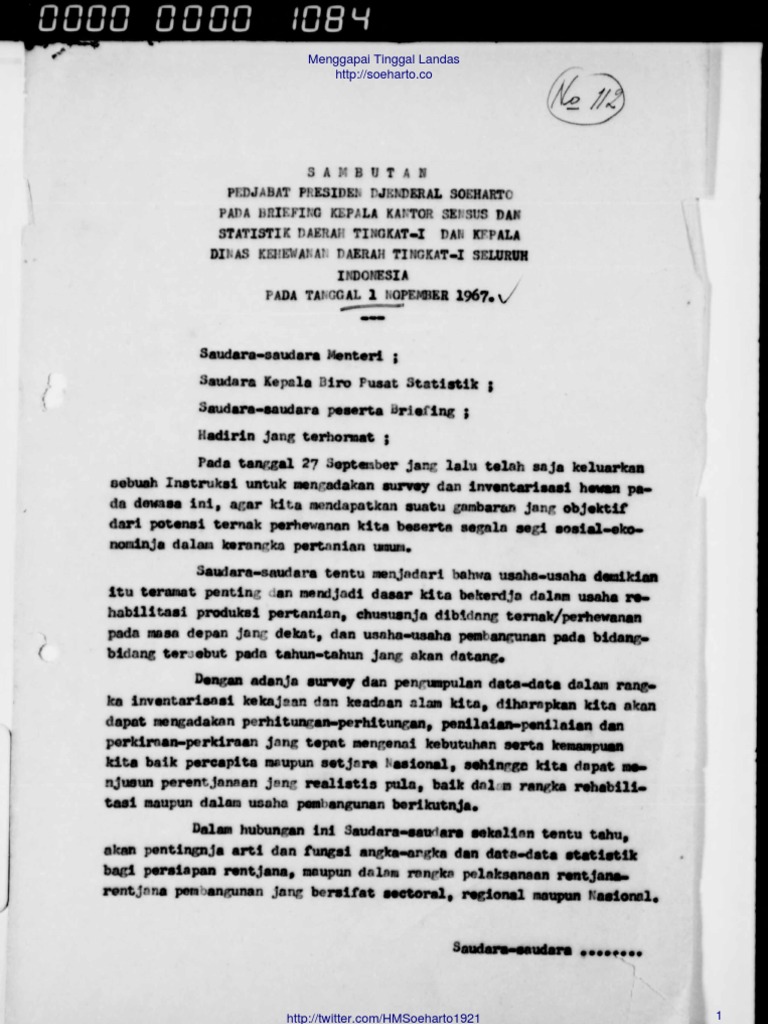 0000 0000 1084
Menggapai Tinggal Landas
http://soeharto.co
No 112
S A M B U T A N
PEDJABAT PRESIDEN DJENDERAL SOEHARTO
PADA BRIEFING KEPALA KANTOR SENSUS DAN
STATISTIK DAERAH TINGKAT-I DAN KEPALA
DINAS KEHEWANAN DAERAH TINGKAT-I SELURUH
INDONESIA
PADA TANGGAL 1 NOPEMBER 1967.
Saudara-saudara Menteri ;
Saudara Kepala Biro Pusat Statistik ;
Saudara-saudara peserta Briefing ;
Hadirin jang terhormat ;
Pada tanggal 27 September jang lalu telah saja keluarkan
sebuah Instruksi untuk mengadakan survey dan inventarisasi hewan pa-
da dewasa ini, agar kita mendapatkan suatu gambaran jang objektif
dari potensi ternak perhewanan kita beserta segala segi sosial-eko-
nominja dalam kerangka pertanian umum.
Saudara-saudara tentu menjadari bahwa usaha-usaha demikian
itu teramat penting dan mendjadi dasar kita bekerdja dalam usaha re-
habilitasi produksi pertanian, chususnja dibidang ternak/perhewanan
pada masa depan jang dekat, dan usaha-usaha pembangunan pada bidang-
bidang tersebut pada tahun-tahun jang akan datang.
Dengan adanja survey dan pengumpulan data-data dalam rang-
ka inventarisasi kekajaan dan keadaan alam kita, diharapkan kita akan
dapat mengadakan perhitungan-perhitungan, penilaian-penilaian dan
perkiraan-perkiraan jang tepat mengenai kebutuhan serta kemampuan
kita baik percapita maupun setjara Nasional, sehingga kita dapat me-
njusun perentjanaan jang realistis pula, baik dalam rangka rehabili-
tasi maupun dalam usaha pembangunan berikutnja.
Dalam hubungan ini Saudara-saudara sekalian tentu tahu,
akan pentingnja arti dan fungsi angka-angka dan data-data statistik
bagi persiapan rentjana, maupun dalam rangka pelaksanaan rentjana-
rentjana pembangunan jang bersifat sectoral, regional maupun Nasional.
Saudara-saudara ........
http://twitter.com/HMSoeharto1921
1